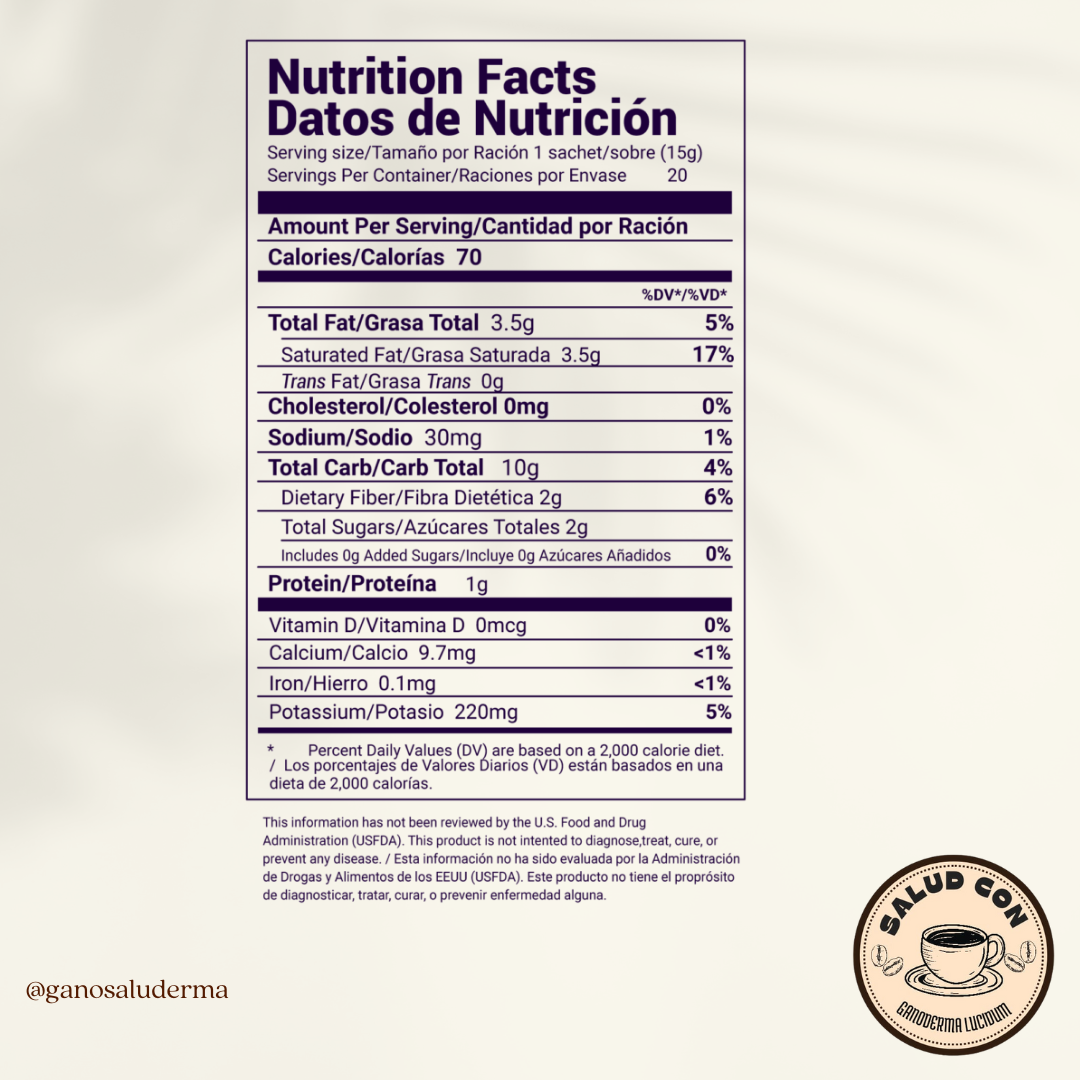 Nutrition Facts
Datos de Nutrición
Serving size/Tamaño por Ración 1 sachet/sobre (15g)
Servings Per Container/Raciones por Envase 20
Amount Per Serving/Cantidad por Ración
Calories/Calorías 70
%DV*/%VD*
Total Fat/Grasa Total 3.5g 5%
Saturated Fat/Grasa Saturada 3.5g 17%
Trans Fat/Grasa Trans 0g
Cholesterol/Colesterol 0mg 0%
Sodium/Sodio 30mg 1%
Total Carb/Carb Total 10g 4%
Dietary Fiber/Fibra Dietética 2g 6%
Total Sugars/Azúcares Totales 2g
Includes 0g Added Sugars/Incluye 0g Azúcares Añadidos 0%
Protein/Proteína 1g
Vitamin D/Vitamina D 0mcg 0%
Calcium/Calcio 9.7mg <1%
Iron/Hierro 0.1mg <1%
Potassium/Potasio 220mg 5%
* Percent Daily Values (DV) are based on a 2,000 calorie diet.
/ Los porcentajes de Valores Diarios (VD) están basados en una
dieta de 2,000 calorías.
This information has not been reviewed by the U.S. Food and Drug
Administration (USFDA). This product is not intented to diagnose,treat, cure, or
prevent any disease. / Esta información no ha sido evaluada por la Administración
de Drogas y Alimentos de los EEUU (USFDA). Este producto no tiene el proprósito
de diagnosticar, tratar, curar, o prevenir enfermedad alguna.
@ganosaluderma
SALUD CON
GANODERMA LUCIDUM